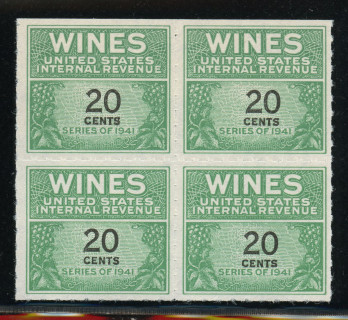 WINES
UNITED STATES
INTERNAL REVENUE
20
CENTS
SERIES OF 1941
WINES
UNITED STATES
INTERNAL REVENUE
20
CENTS
SERIES OF 1941
WINES
UNITED STATES
INTERNAL REVENUE
20
CENTS
SERIES OF 1941
WINES
UNITED STATES
INTERNAL REVENUE
20
CENTS
SERIES OF 1941